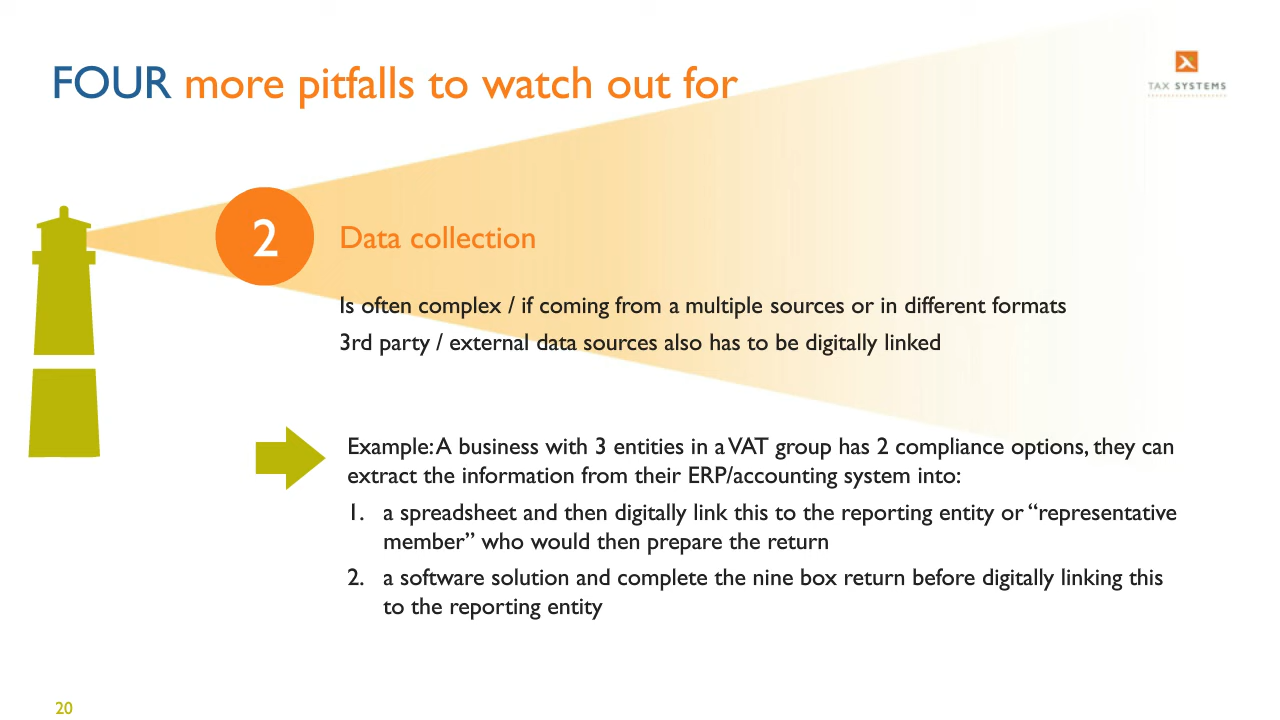 FOUR more pitfalls to watch out for
TAX SYSTEMS
2
Data collection
Is often complex / if coming from a multiple sources or in different formats
3rd party / external data sources also has to be digitally linked
Example: A business with 3 entities in a VAT group has 2 compliance options, they can
extract the information from their ERP/accounting system into:
1. a spreadsheet and then digitally link this to the reporting entity or “representative
member” who would then prepare the return
2. a software solution and complete the nine box return before digitally linking this
to the reporting entity
20